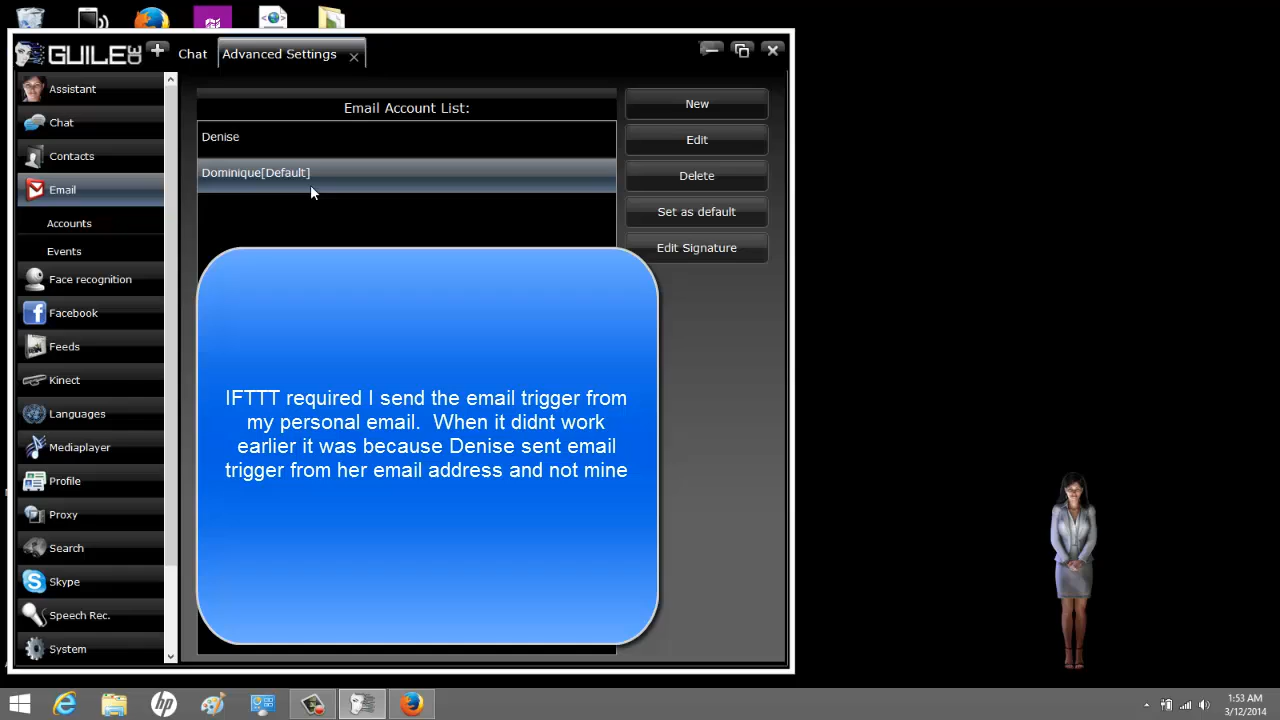 GUILE 3D
Chat
Advanced Settings
Assistant
Chat
Contacts
Email
Accounts
Events
Face recognition
Facebook
Feeds
Kinect
Languages
Mediaplayer
Profile
Proxy
Search
Skype
Speech Rec.
System
Email Account List:
Denise
Dominique[Default]
New
Edit
Delete
Set as default
Edit Signature
IFTTT required I send the email trigger from
my personal email. When it didnt work
earlier it was because Denise sent email
trigger from her email address and not mine
1:53 AM
3/12/2014